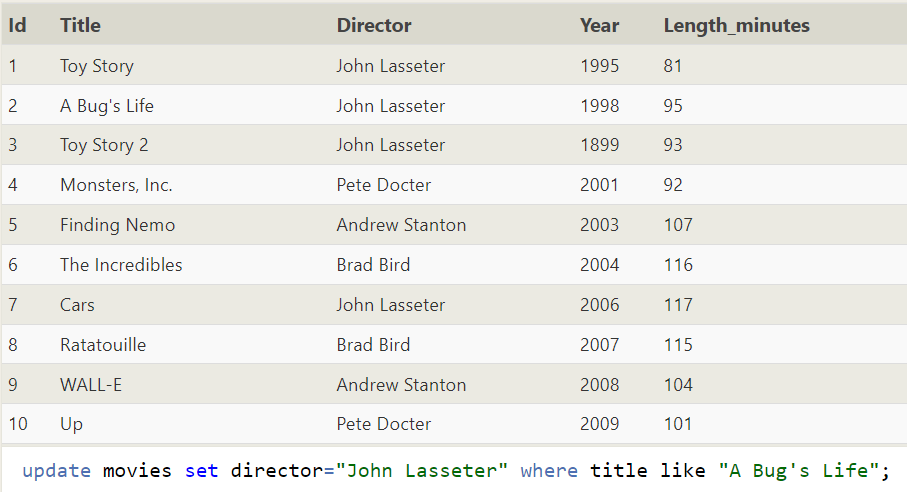 Id Title Director Year Length_minutes
1 Toy Story John Lasseter 1995 81
2 A Bug's Life John Lasseter 1998 95
3 Toy Story 2 John Lasseter 1899 93
4 Monsters, Inc. Pete Docter 2001 92
5 Finding Nemo Andrew Stanton 2003 107
6 The Incredibles Brad Bird 2004 116
7 Cars John Lasseter 2006 117
8 Ratatouille Brad Bird 2007 115
9 WALL-E Andrew Stanton 2008 104
10 Up Pete Docter 2009 101
update movies set director="John Lasseter" where title like "A Bug's Life";